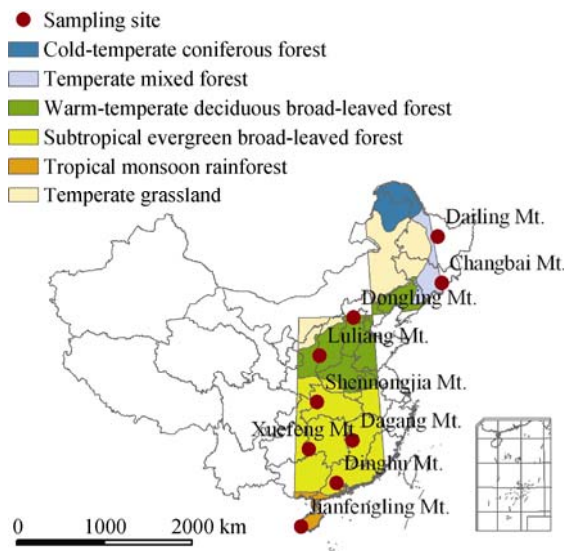 Sampling site
Cold-temperate coniferous forest
Temperate mixed forest
Warm-temperate deciduous broad-leaved forest
Subtropical evergreen broad-leaved forest
Tropical monsoon rainforest
Temperate grassland
Dailing Mt.
Changbai Mt.
Dongling Mt.
Luliang Mt.
Shennongjia Mt.
Xuefeng Mt
Dagang Mt.
Dinghu Mt.
Jianfengling Mt.
0 1000 2000 km